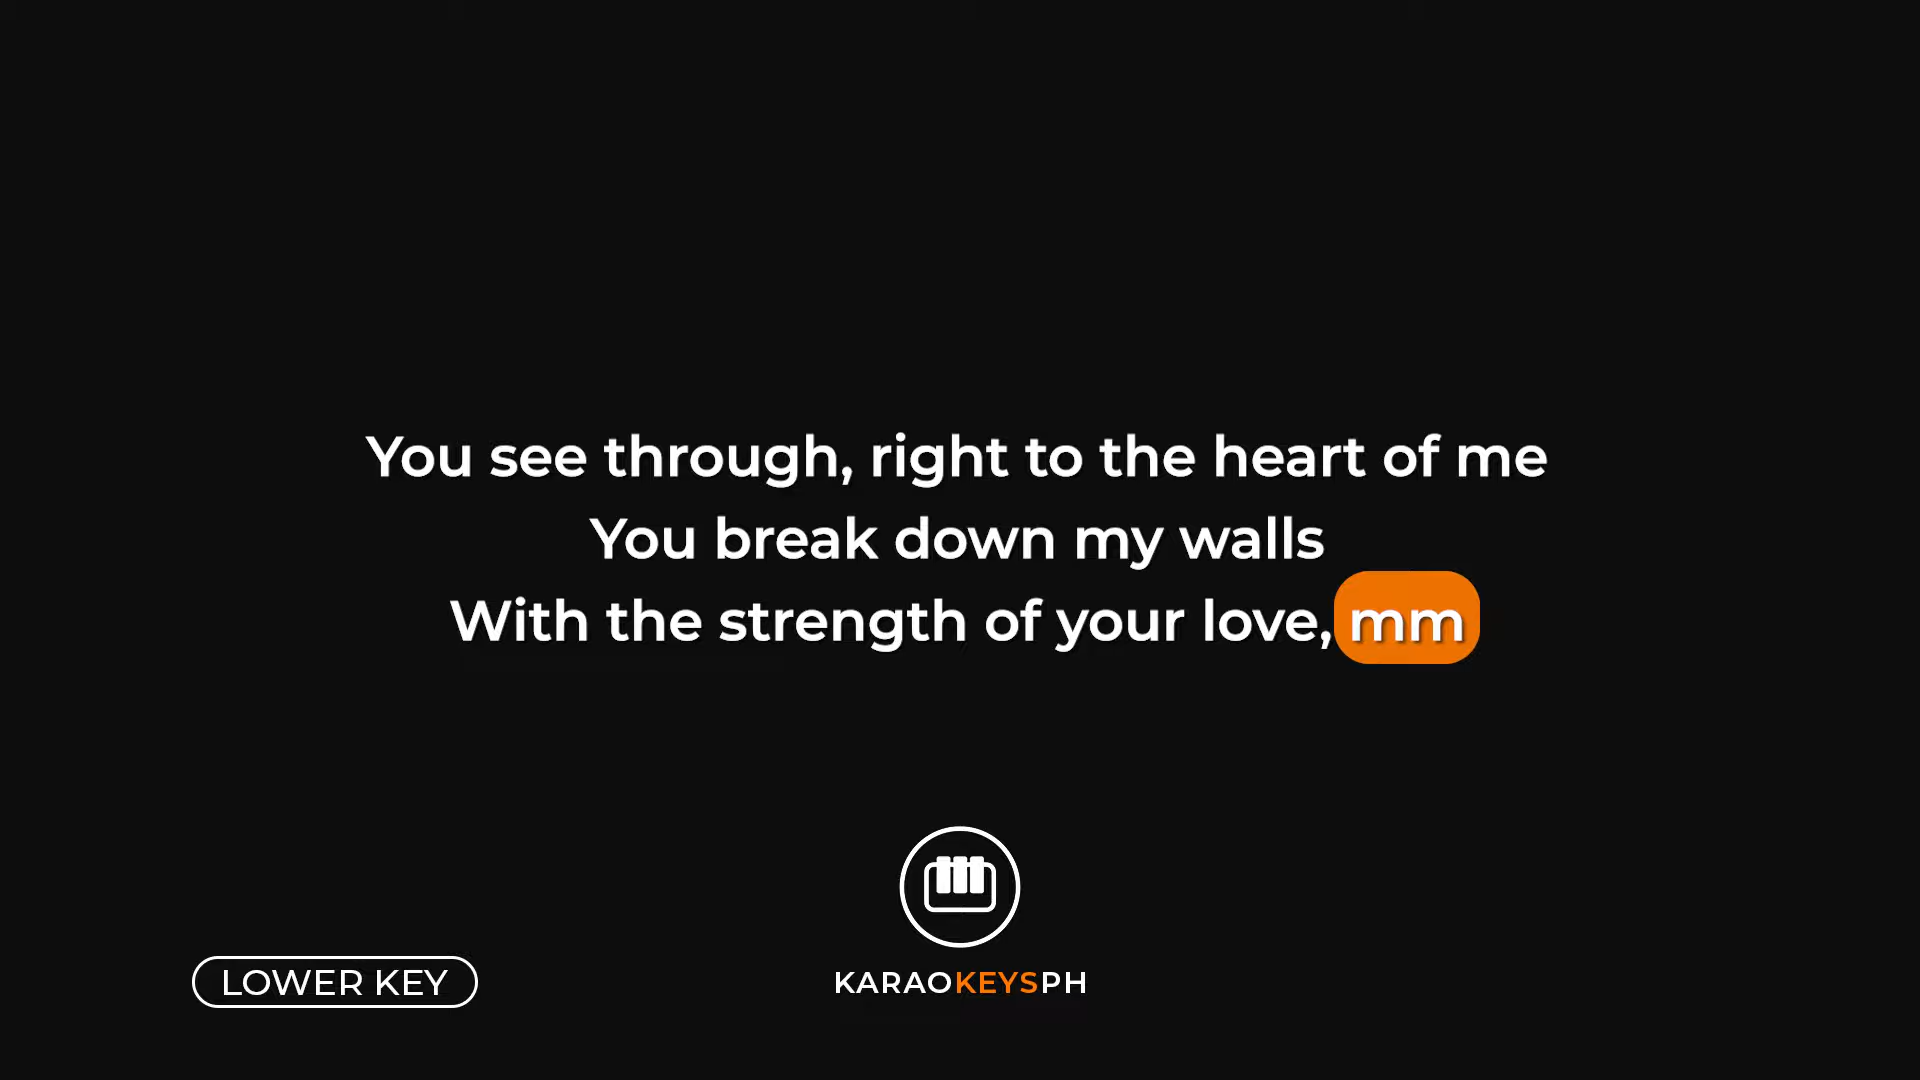 You see through, right to the heart of me
You break down my walls
With the strength of your love, mm
LOWER KEY
KARAOKEYSPH